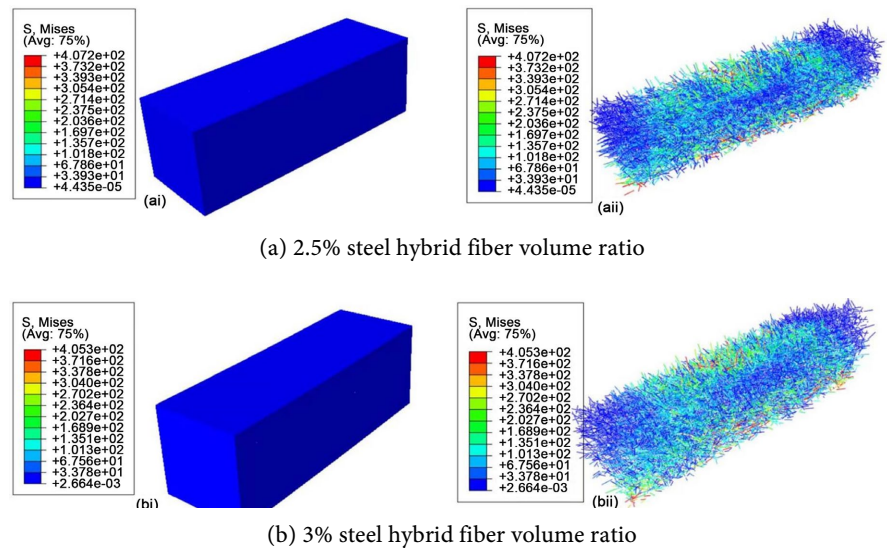 S, Mises
(Avg: 75%)
+4.072e+02
+3.732e+02
+3.393e+02
+3.054e+02
+2.714e+02
+2.375e+02
+2.036e+02
+1.697e+02
+1.357e+02
+1.018e+02
+6.786e+01
+3.393e+01
+4.435e-05
(ai)
S, Mises
(Avg: 75%)
+4.072e+02
+3.732e+02
+3.393e+02
+3.054e+02
+2.714e+02
+2.375e+02
+2.036e+02
+1.697e+02
+1.357e+02
+1.018e+02
+6.786e+01
+3.393e+01
+4.435e-05
(aii)
(a) 2.5% steel hybrid fiber volume ratio
S, Mises
(Avg: 75%)
+4.053e+02
+3.716e+02
+3.378e+02
+3.040e+02
+2.702e+02
+2.364e+02
+2.027e+02
+1.689e+02
+1.351e+02
+1.013e+02
+6.756e+01
+3.378e+01
+2.664e-03
(bi)
S, Mises
(Avg: 75%)
+4.053e+02
+3.716e+02
+3.378e+02
+3.040e+02
+2.702e+02
+2.364e+02
+2.027e+02
+1.689e+02
+1.351e+02
+1.013e+02
+6.756e+01
+3.378e+01
+2.664e-03
(bii)
(b) 3% steel hybrid fiber volume ratio